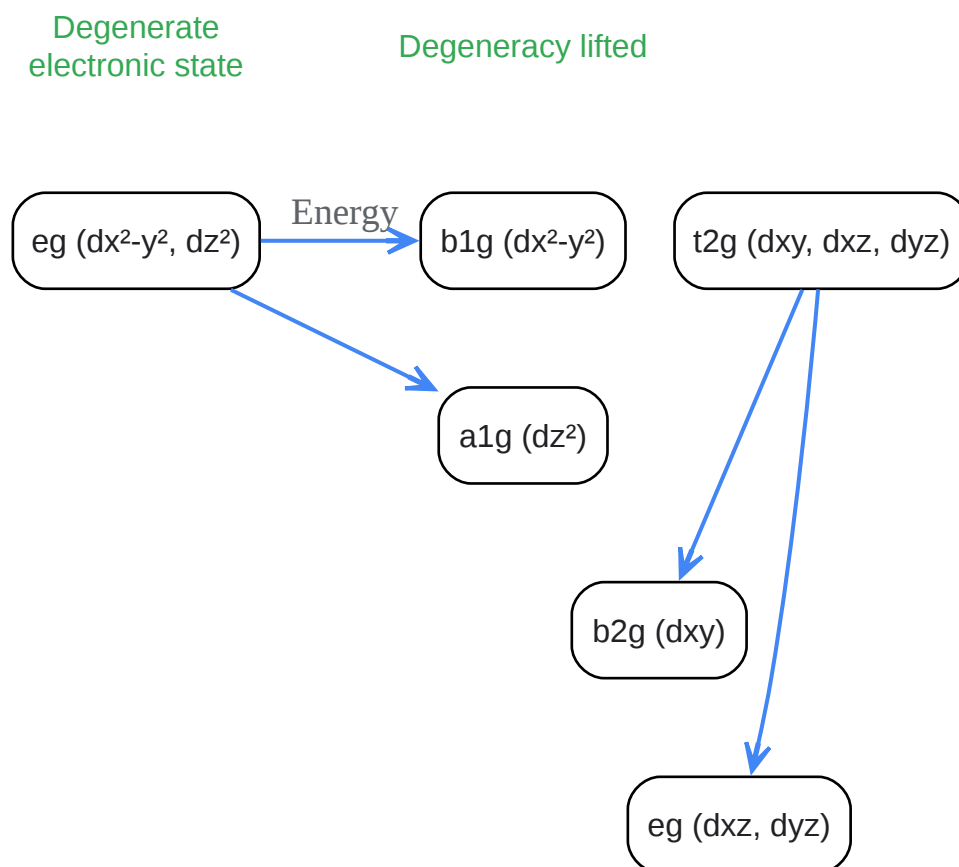 Degenerate
electronic state
Degeneracy lifted
Energy
eg (dx²-y², dz²)
b1g (dx²-y²)
t2g (dxy, dxz, dyz)
a1g (dz²)
b2g (dxy)
eg (dxz, dyz)